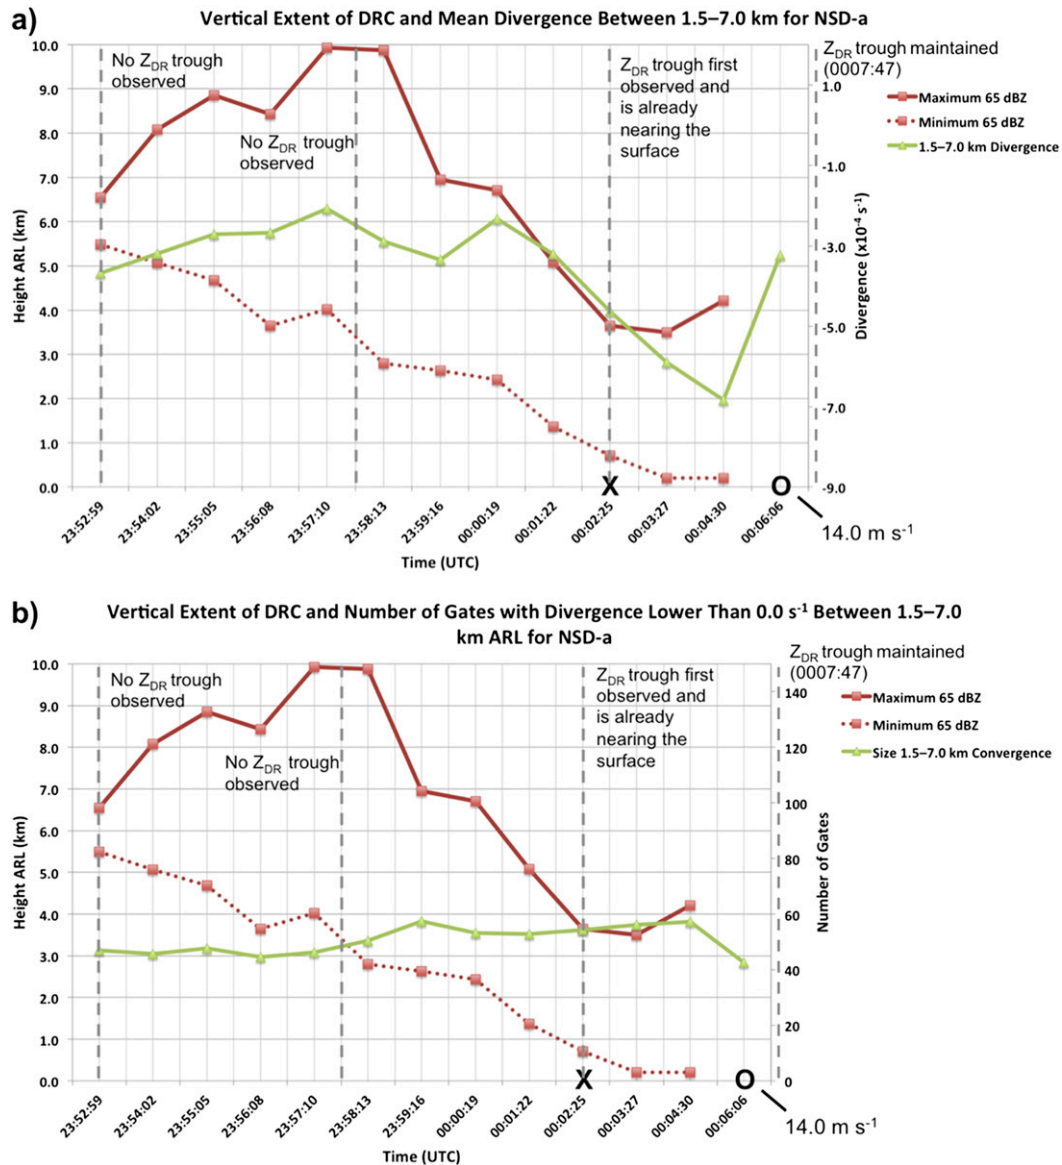 a)
Vertical Extent of DRC and Mean Divergence Between 1.5–7.0 km for NSD-a
10.0
9.0
8.0
7.0
6.0
5.0
4.0
3.0
2.0
1.0
0.0
Height ARL (km)
No ZDR trough
observed
No ZDR trough
observed
ZDR trough first
observed and
is already
nearing the
surface
ZDR trough maintained
(0007:47)
1.0
-1.0
-3.0
-5.0
-7.0
-9.0
Divergence (x10⁻⁴ s⁻¹)
Maximum 65 dBZ
Minimum 65 dBZ
1.5–7.0 km Divergence
X
O
14.0 m s⁻¹
23:52:59
23:54:02
23:55:05
23:56:08
23:57:10
23:58:13
23:59:16
00:00:19
00:01:22
00:02:25
00:03:27
00:04:30
00:06:06
Time (UTC)
b)
Vertical Extent of DRC and Number of Gates with Divergence Lower Than 0.0 s⁻¹ Between 1.5–7.0
km ARL for NSD-a
10.0
9.0
8.0
7.0
6.0
5.0
4.0
3.0
2.0
1.0
0.0
Height ARL (km)
No ZDR trough
observed
No ZDR trough
observed
ZDR trough first
observed and
is already
nearing the
surface
ZDR trough maintained
(0007:47)
140
120
100
80
60
40
20
0
Number of Gates
Maximum 65 dBZ
Minimum 65 dBZ
Size 1.5–7.0 km Convergence
X
O
14.0 m s⁻¹
23:52:59
23:54:02
23:55:05
23:56:08
23:57:10
23:58:13
23:59:16
00:00:19
00:01:22
00:02:25
00:03:27
00:04:30
00:06:06
Time (UTC)